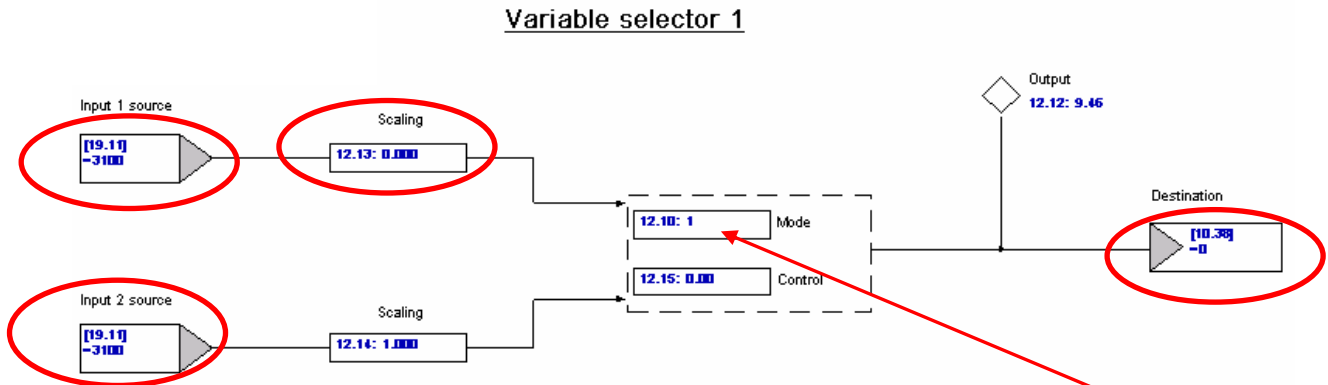 Variable selector 1
Input 1 source
[19.11]
=3100
Scaling
12.13: 0.000
Output
12.12: 9.46
12.10: 1
Mode
12.15: 0.00
Control
Destination
[10.38]
=0
Input 2 source
[19.11]
=3100
Scaling
12.14: 1.000